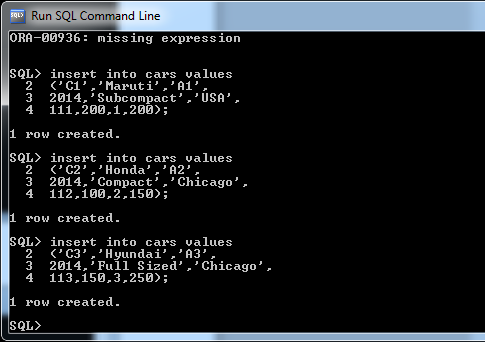 Run SQL Command Line
ORA-00936: missing expression
SQL> insert into cars values
2 ('C1','Maruti','A1',
3 2014,'Subcompact','USA',
4 111,200,1,200);
1 row created.
SQL> insert into cars values
2 ('C2','Honda','A2',
3 2014,'Compact','Chicago',
4 112,100,2,150);
1 row created.
SQL> insert into cars values
2 ('C3','Hyundai','A3',
3 2014,'Full Sized','Chicago',
4 113,150,3,250);
1 row created.
SQL>